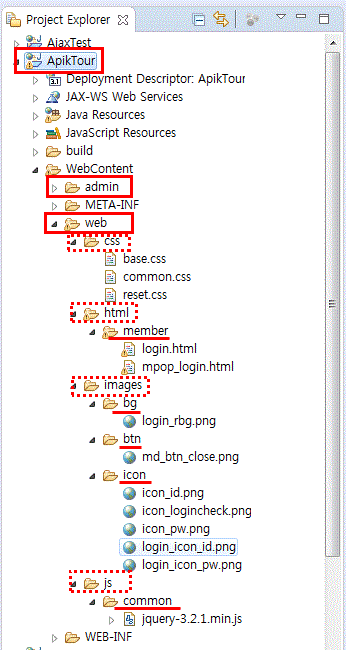 Project Explorer
AjaxTest
ApikTour
Deployment Descriptor: ApikTour
JAX-WS Web Services
Java Resources
JavaScript Resources
build
WebContent
admin
META-INF
web
css
base.css
common.css
reset.css
html
member
login.html
mpop_login.html
images
bg
login_rbg.png
btn
md_btn_close.png
icon
icon_id.png
icon_logincheck.png
icon_pw.png
login_icon_id.png
login_icon_pw.png
js
common
jquery-3.2.1.min.js
WEB-INF